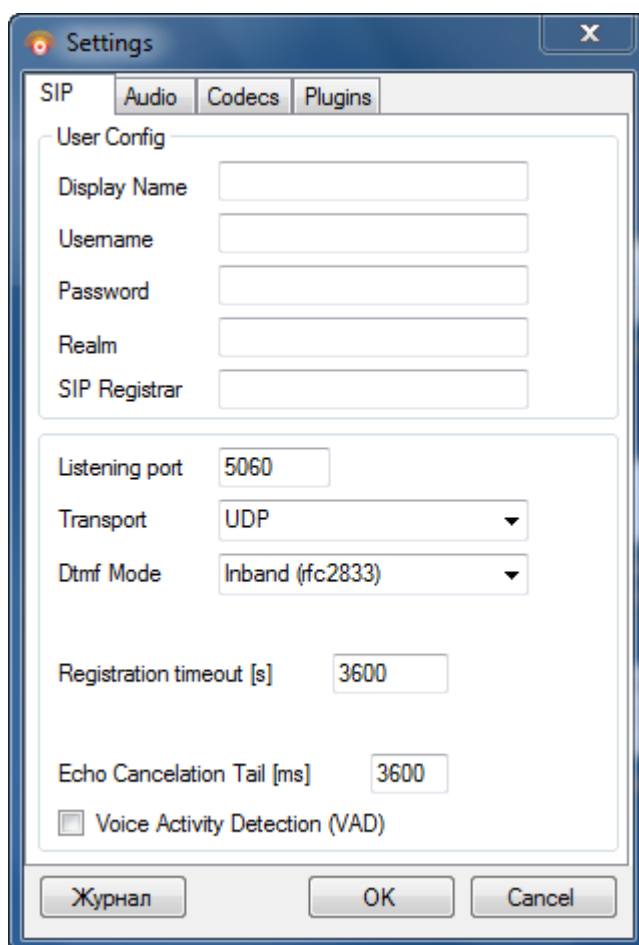 Settings
x
SIP Audio Codecs Plugins
User Config
Display Name
Username
Password
Realm
SIP Registrar
Listening port 5060
Transport UDP
Dtmf Mode Inband (rfc2833)
Registration timeout [s] 3600
Echo Cancelation Tail [ms] 3600
Voice Activity Detection (VAD)
Журнал OK Cancel